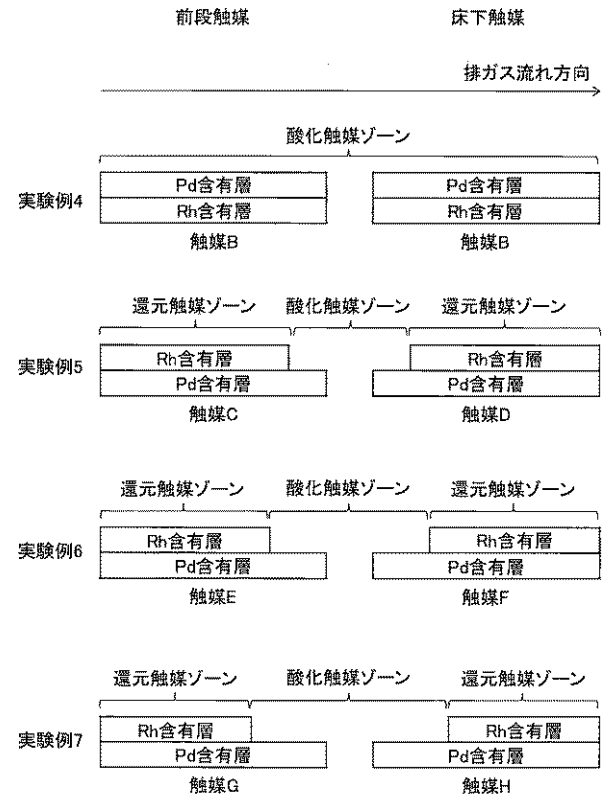 前段触媒 床下触媒
排ガス流れ方向
酸化触媒ゾーン
実験例4
Pd含有層 Pd含有層
Rh含有層 Rh含有層
触媒B 触媒B
還元触媒ゾーン 酸化触媒ゾーン 還元触媒ゾーン
実験例5
Rh含有層 Rh含有層
Pd含有層 Pd含有層
触媒C 触媒D
還元触媒ゾーン 酸化触媒ゾーン 還元触媒ゾーン
実験例6
Rh含有層 Rh含有層
Pd含有層 Pd含有層
触媒E 触媒F
還元触媒ゾーン 酸化触媒ゾーン 還元触媒ゾーン
実験例7
Rh含有層 Rh含有層
Pd含有層 Pd含有層
触媒G 触媒H